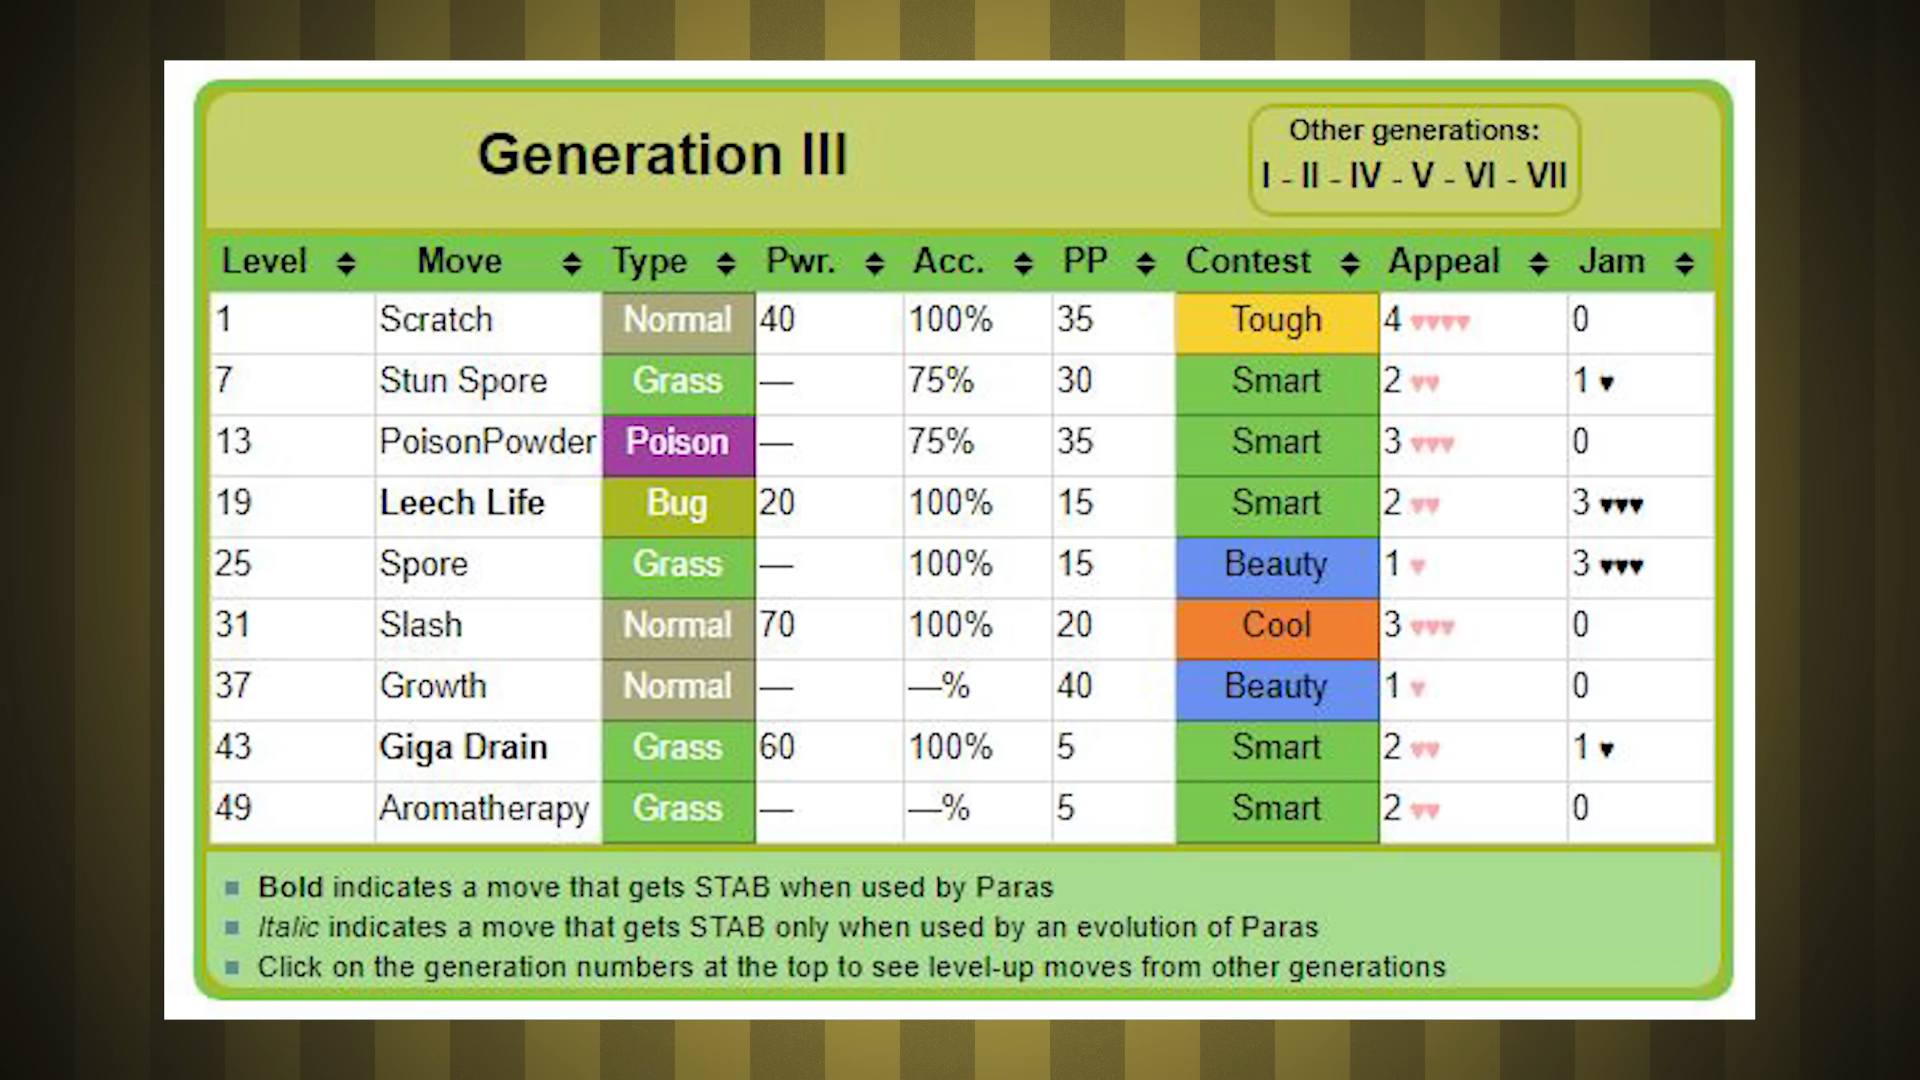 Generation III
Other generations:
I - II - IV - V - VI - VII
Level Move Type Pwr. Acc. PP Contest Appeal Jam
1 Scratch Normal 40 100% 35 Tough 4 ♥♥♥♥ 0
7 Stun Spore Grass — 75% 30 Smart 2 ♥♥ 1 ♥
13 PoisonPowder Poison — 75% 35 Smart 3 ♥♥♥ 0
19 Leech Life Bug 20 100% 15 Smart 2 ♥♥ 3 ♥♥♥
25 Spore Grass — 100% 15 Beauty 1 ♥ 3 ♥♥♥
31 Slash Normal 70 100% 20 Cool 3 ♥♥♥ 0
37 Growth Normal — —% 40 Beauty 1 ♥ 0
43 Giga Drain Grass 60 100% 5 Smart 2 ♥♥ 1 ♥
49 Aromatherapy Grass — —% 5 Smart 2 ♥♥ 0
Bold indicates a move that gets STAB when used by Paras
Italic indicates a move that gets STAB only when used by an evolution of Paras
Click on the generation numbers at the top to see level-up moves from other generations